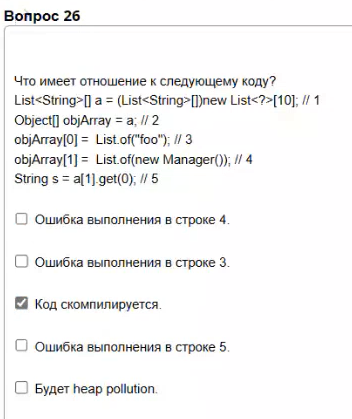 Вопрос 26
Что имеет отношение к следующему коду?
List<String>[] a = (List<String>[])new List<?>[10]; // 1
Object[] objArray = a; // 2
objArray[0] = List.of("foo"); // 3
objArray[1] = List.of(new Manager()); // 4
String s = a[1].get(0); // 5
Ошибка выполнения в строке 4.
Ошибка выполнения в строке 3.
Код скомпилируется.
Ошибка выполнения в строке 5.
Будет heap pollution.